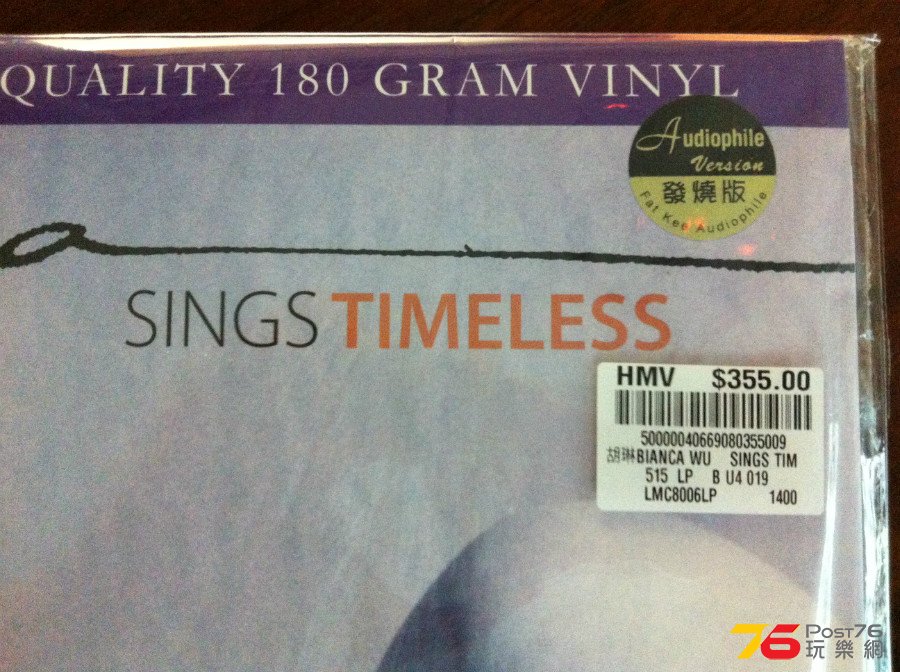 QUALITY 180 GRAM VINYL
Audiophile
Version
發燒版
Fat Kee Audiophile
a
SINGS TIMELESS
HMV $355.00
50000040669080355009
胡琳BIANCA WU SINGS TIM
515 LP B U4 019
LMC8006LP 1400
76 POST76
玩樂網